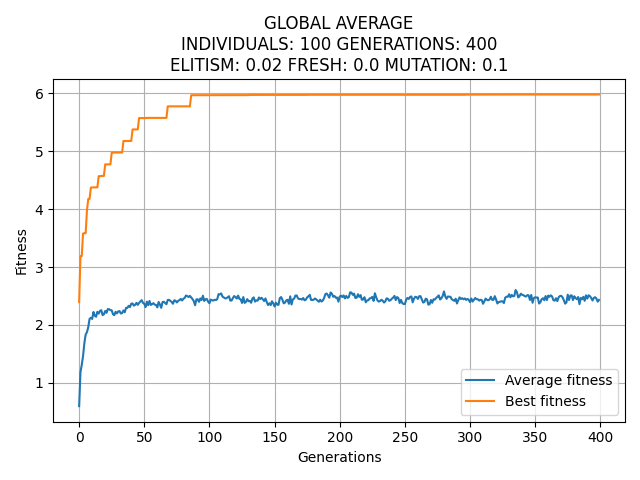 GLOBAL AVERAGE
INDIVIDUALS: 100 GENERATIONS: 400
ELITISM: 0.02 FRESH: 0.0 MUTATION: 0.1
6
5
4
3
2
1
Fitness
0
50
100
150
200
250
300
350
400
Generations
Average fitness
Best fitness